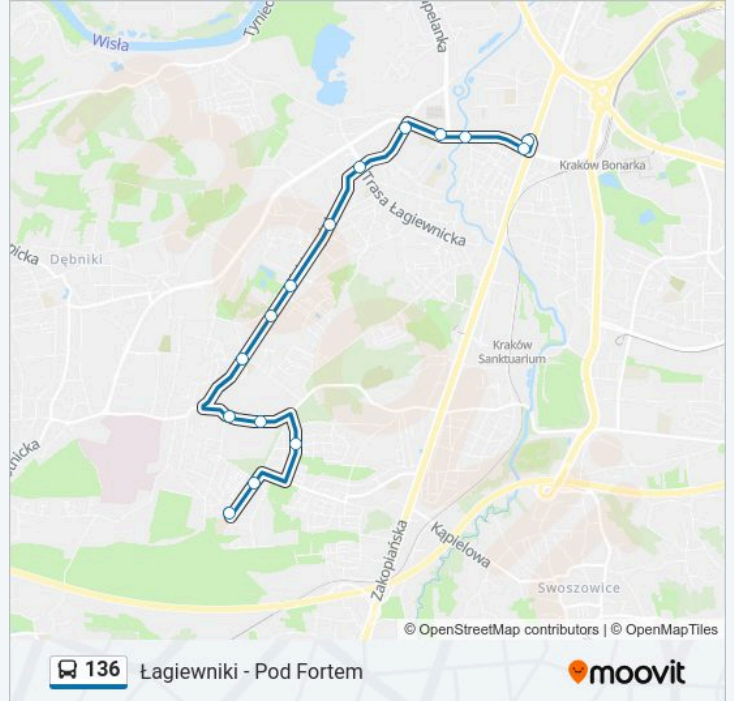 Tyniec
pelanka
Wisła
Kraków Bonarka
Trasa Łagiewnicka
Dębniki
Kraków
Sanktuarium
Zakopiańska
Kąpielowa
Swoszowice
© OpenStreetMap contributors | © OpenMapTiles
136 Łagiewniki - Pod Fortem
moovit